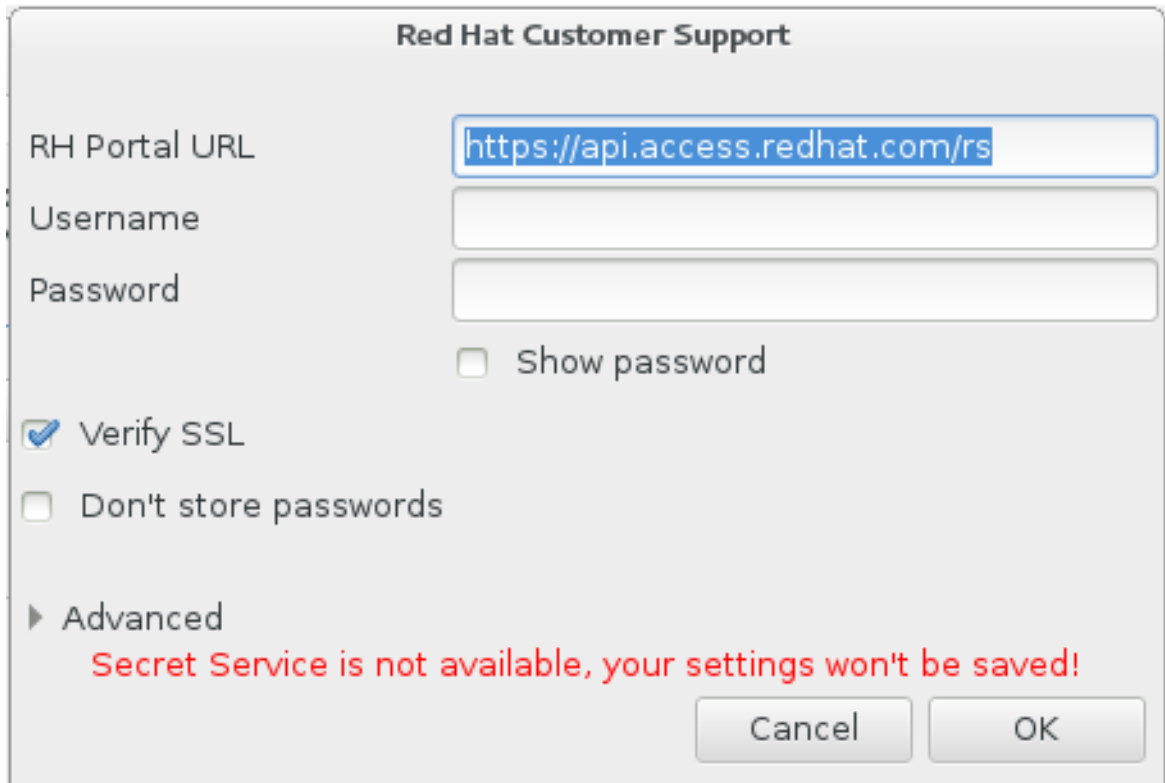 Red Hat Customer Support
RH Portal URL https://api.access.redhat.com/rs
Username
Password
Show password
Verify SSL
Don't store passwords
Advanced
Secret Service is not available, your settings won't be saved!
Cancel OK